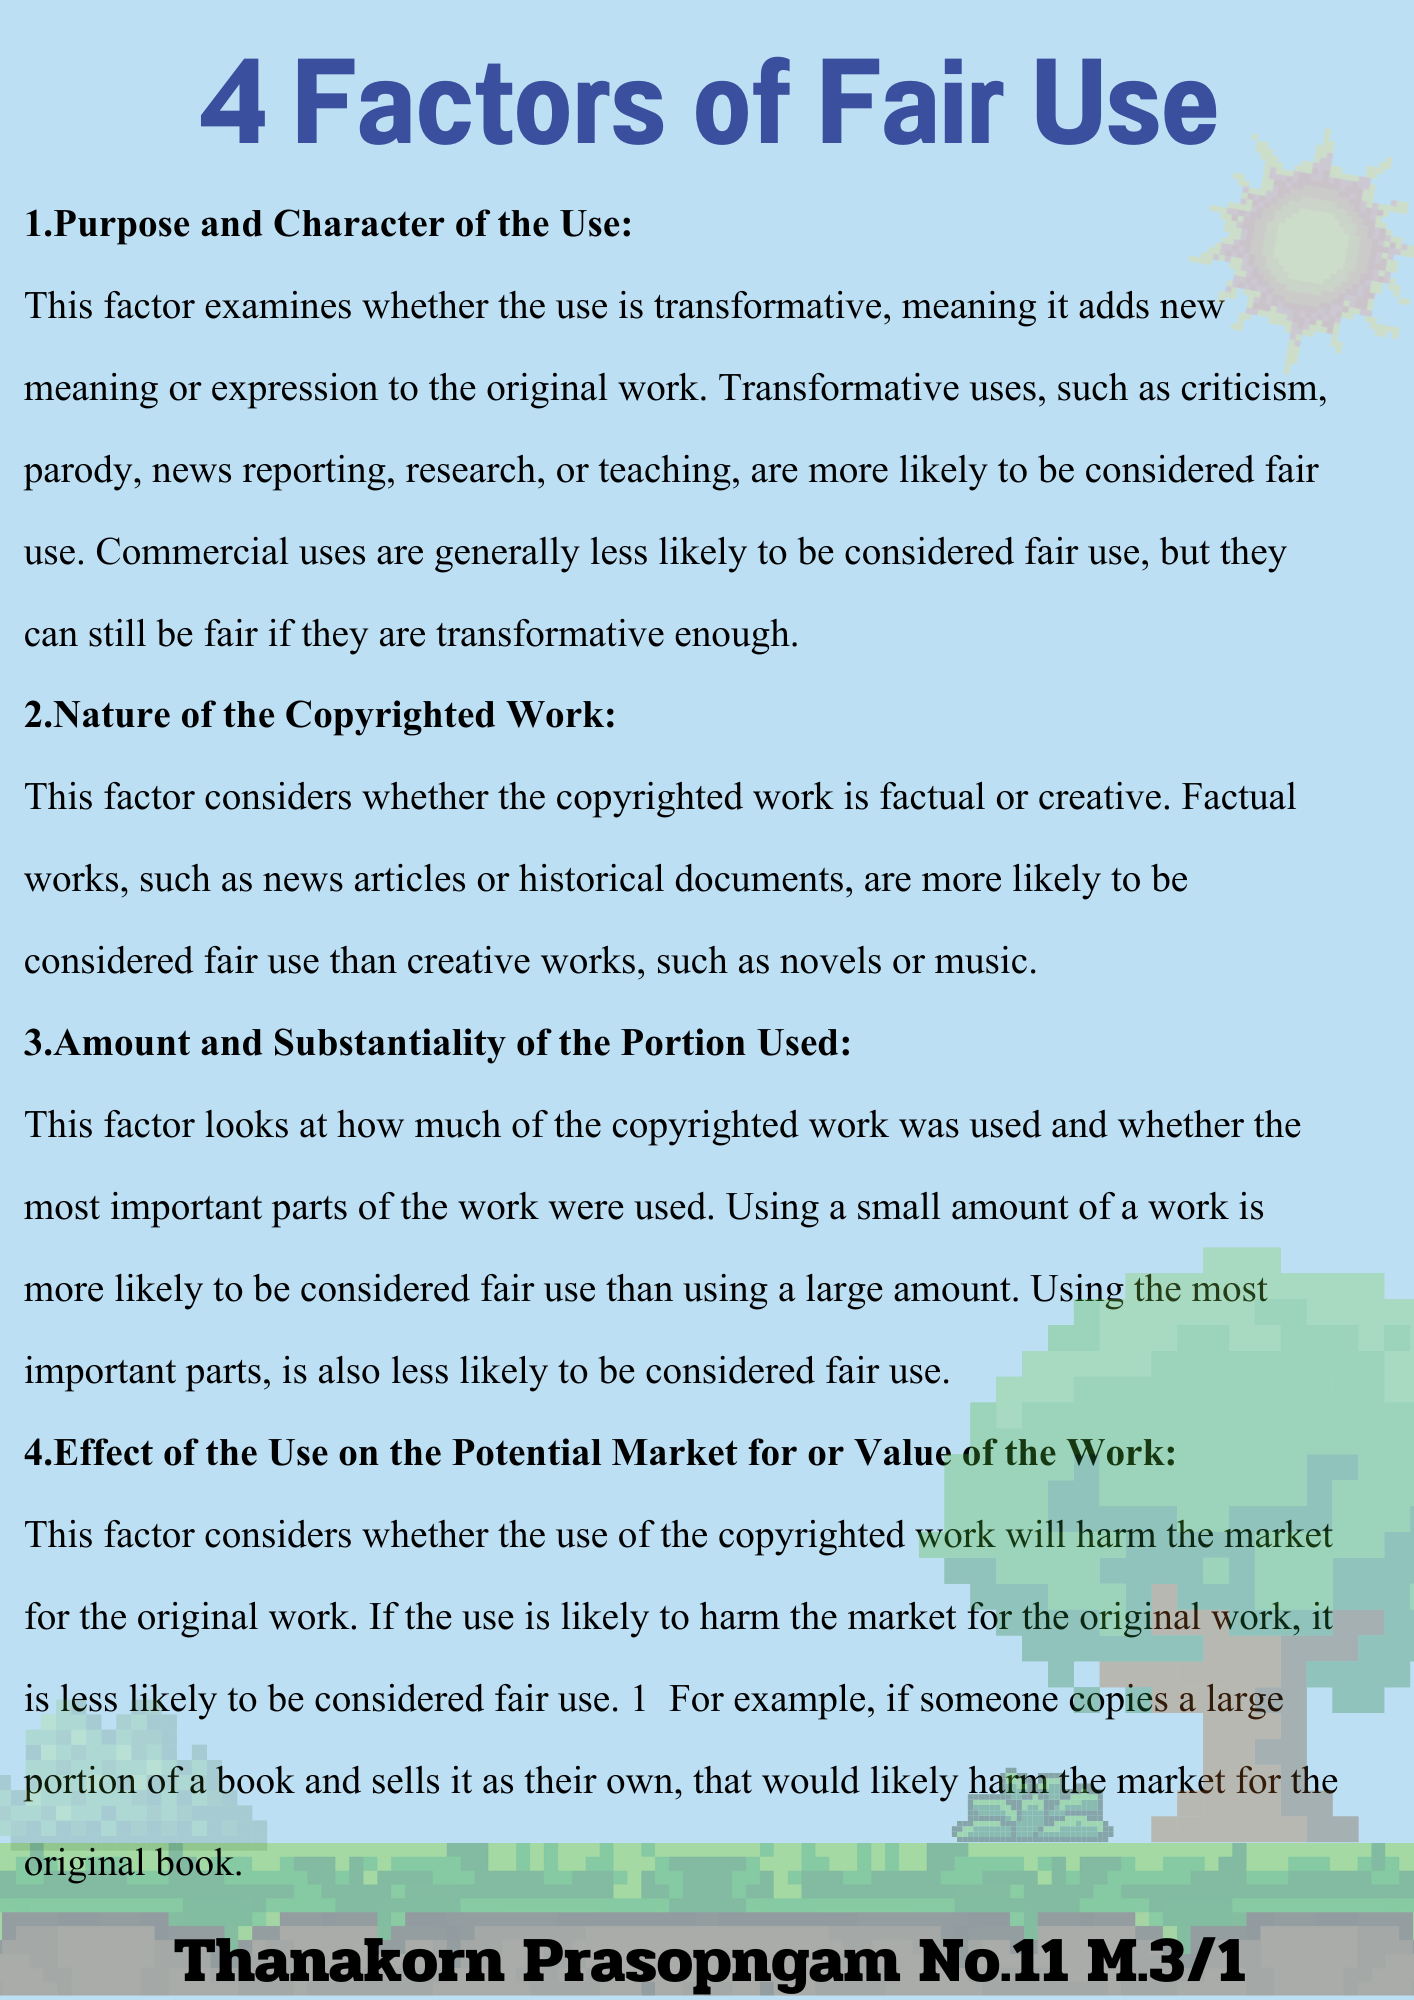 4 Factors of Fair Use
1.Purpose and Character of the Use:
This factor examines whether the use is transformative, meaning it adds new
meaning or expression to the original work. Transformative uses, such as criticism,
parody, news reporting, research, or teaching, are more likely to be considered fair
use. Commercial uses are generally less likely to be considered fair use, but they
can still be fair if they are transformative enough.
2.Nature of the Copyrighted Work:
This factor considers whether the copyrighted work is factual or creative. Factual
works, such as news articles or historical documents, are more likely to be
considered fair use than creative works, such as novels or music.
3.Amount and Substantiality of the Portion Used:
This factor looks at how much of the copyrighted work was used and whether the
most important parts of the work were used. Using a small amount of a work is
more likely to be considered fair use than using a large amount. Using the most
important parts, is also less likely to be considered fair use.
4.Effect of the Use on the Potential Market for or Value of the Work:
This factor considers whether the use of the copyrighted work will harm the market
for the original work. If the use is likely to harm the market for the original work, it
is less likely to be considered fair use. 1  For example, if someone copies a large
portion of a book and sells it as their own, that would likely harm the market for the
original book.
Thanakorn Prasopngam No.11 M.3/1